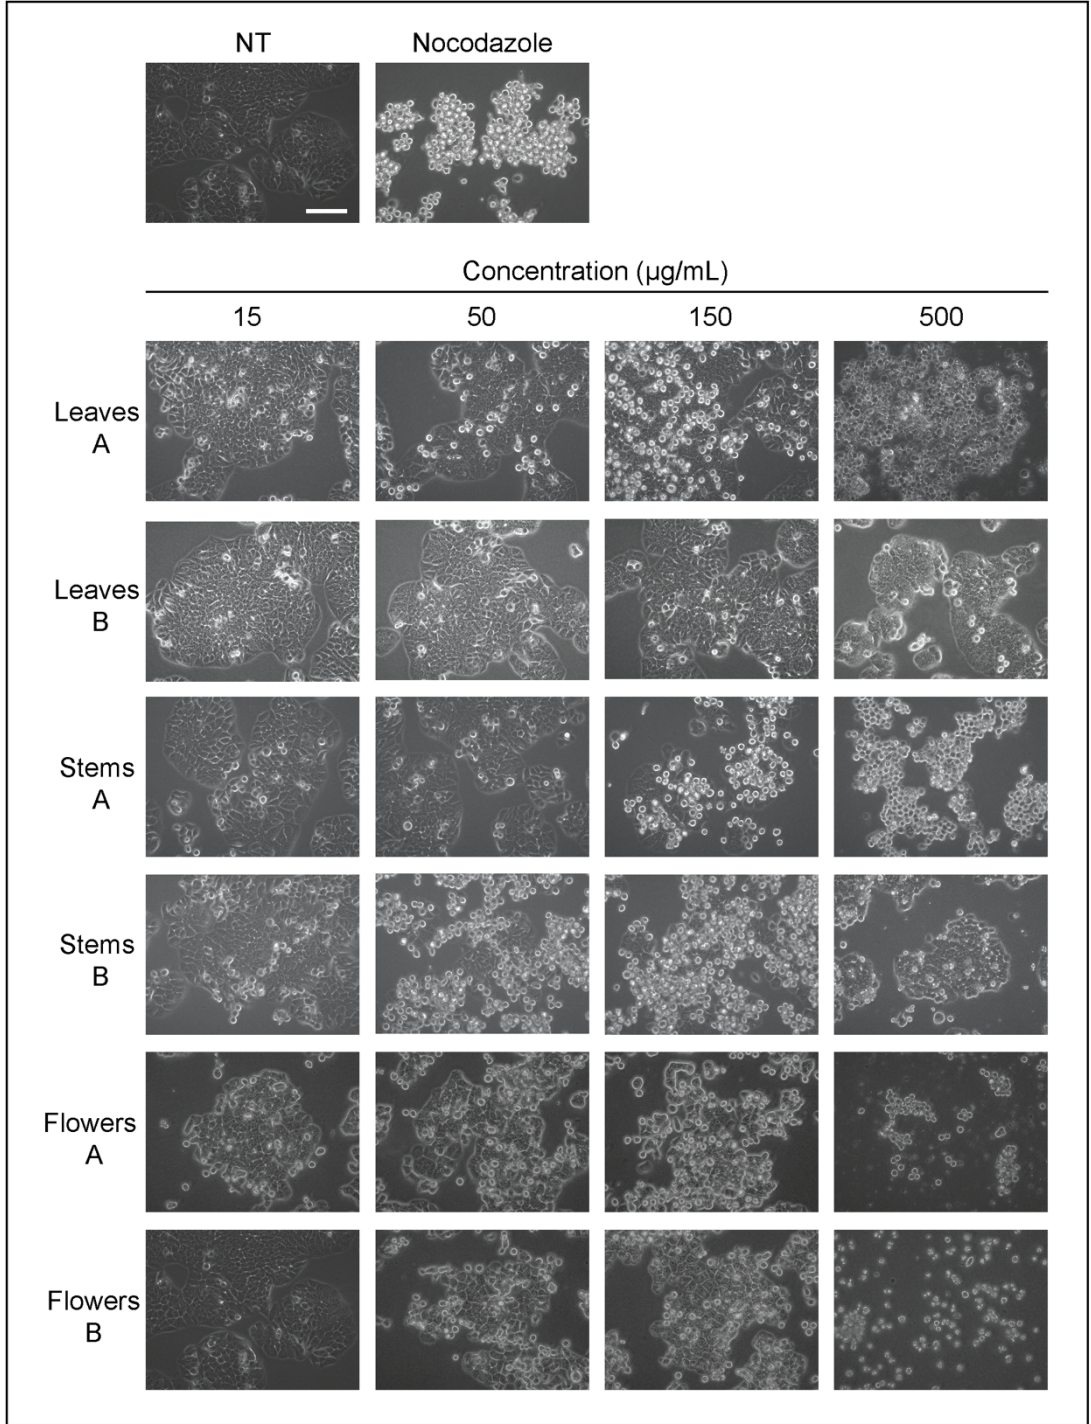 NT Nocodazole
Concentration (µg/mL)
15 50 150 500
Leaves
A
Leaves
B
Stems
A
Stems
B
Flowers
A
Flowers
B